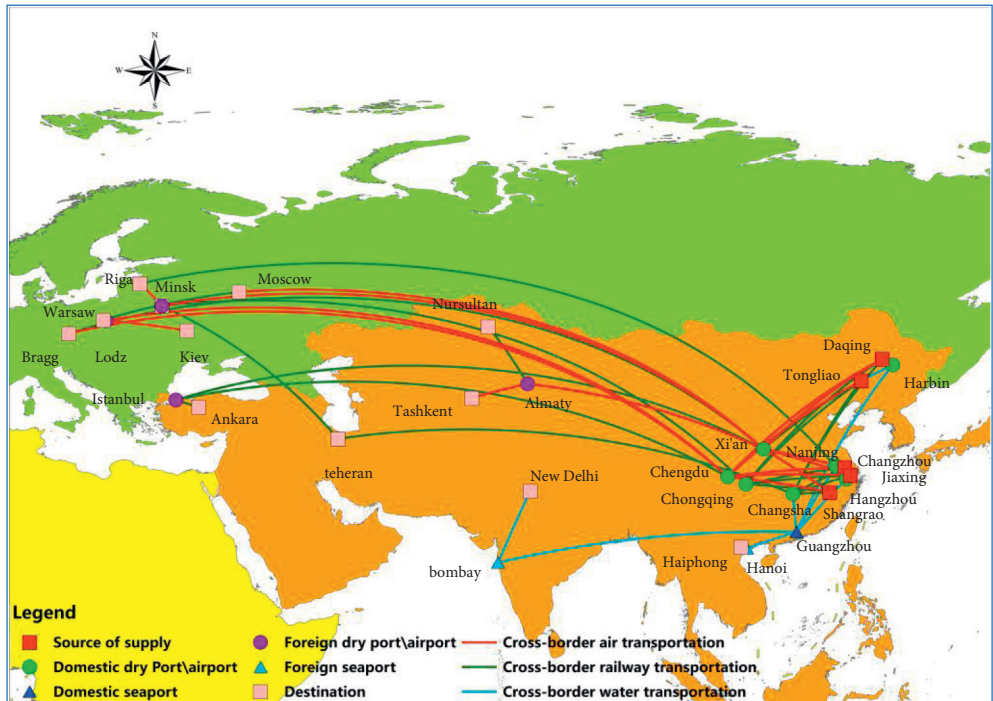 N
W E
S
Riga
Minsk
Moscow
Warsaw
Nursultan
Bragg
Lodz
Kiev
Daqing
Tongliao
Harbin
Istanbul
Ankara
Tashkent
Almaty
Xi'an
Nanjing
Changzhou
teheran
New Delhi
Chengdu
Jiaxing
Chongqing
Hangzhou
Changsha
Shangrao
Guangzhou
bombay
Haiphong
Hanoi
Legend
Source of supply
Foreign dry port\airport
Cross-border air transportation
Domestic dry Port\airport
Foreign seaport
Cross-border railway transportation
Domestic seaport
Destination
Cross-border water transportation